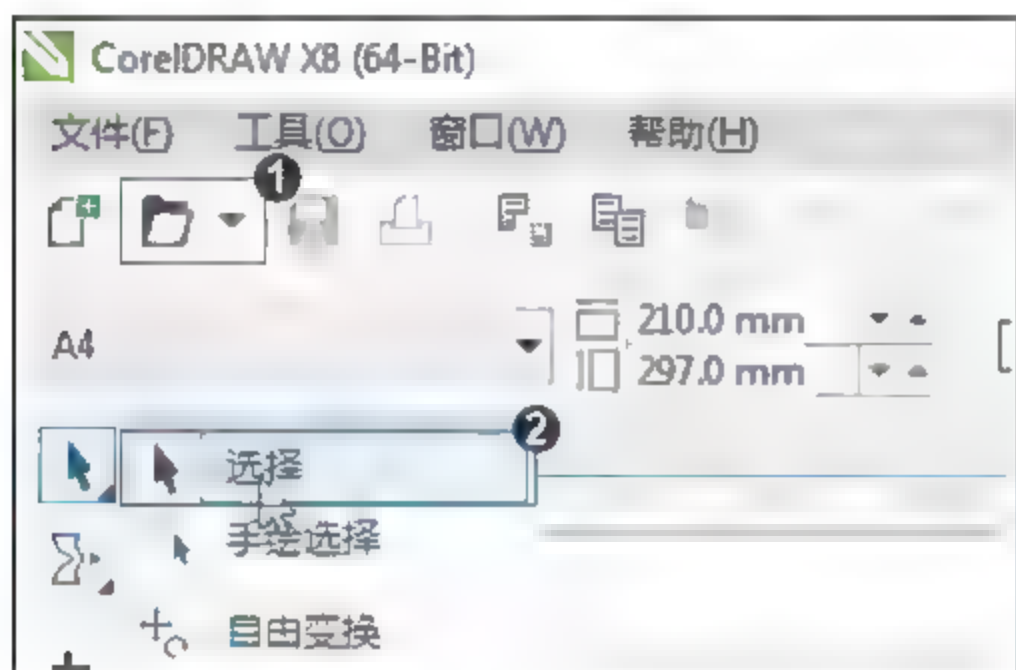 CorelDRAW X8 (64-Bit)
文件(F) 工具(O) 窗口(W) 帮助(H)
1
A4
210.0 mm
297.0 mm
2
选择
手绘选择
自由变换